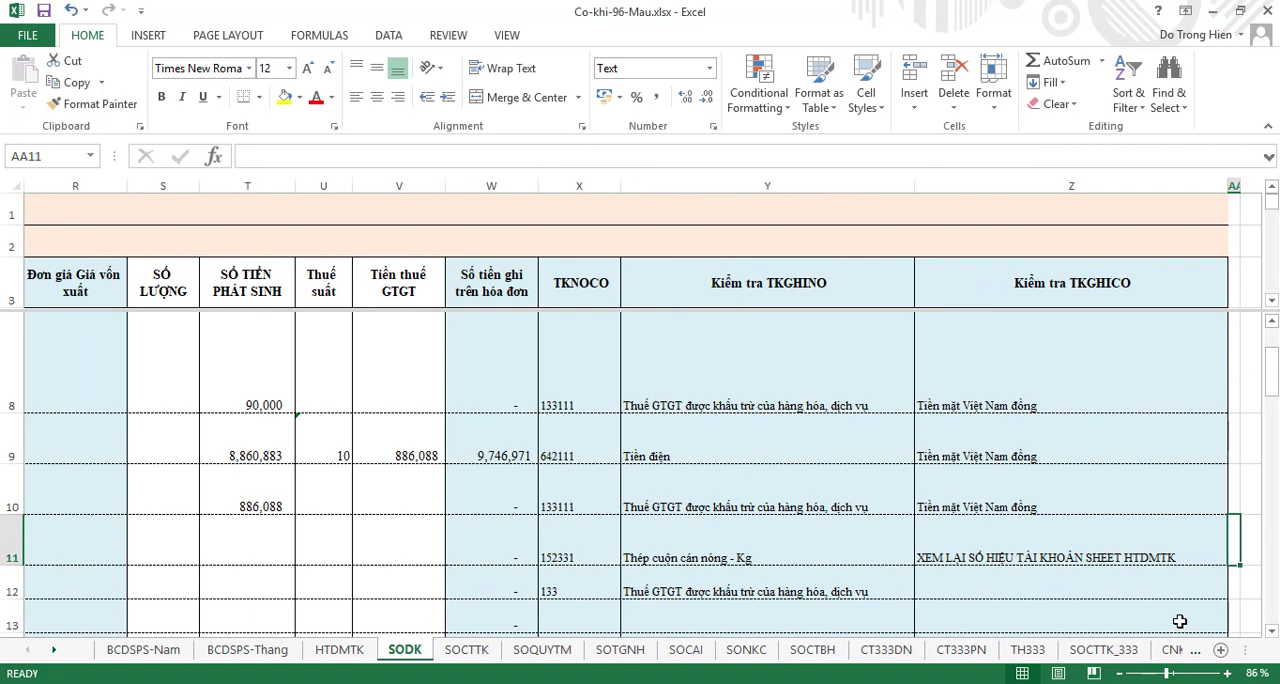 Co-khi-96-Mau.xlsx - Excel
?
FILE HOME INSERT PAGE LAYOUT FORMULAS DATA REVIEW VIEW Do Trong Hien
Paste
Cut
Copy
Format Painter
Clipboard
Times New Roma 12
B I U
Font
Wrap Text
Merge & Center
Alignment
Text
%
Number
Conditional Formatting
Format as Table
Cell Styles
Styles
Insert
Delete
Format
Cells
AutoSum
Fill
Clear
Sort & Filter
Find & Select
Editing
AA11
fx
R S T U V W X Y Z AA
1
2
3
Đơn giá Giá vốn xuất
SỐ LƯỢNG
SỐ TIỀN PHÁT SINH
Thuế suất
Tiền thuế GTGT
Số tiền ghi trên hóa đơn
TKNOCO
Kiểm tra TKGHINO
Kiểm tra TKGHICO
8 90,000 - 133111 Thuế GTGT được khấu trừ của hàng hóa, dịch vụ Tiền mặt Việt Nam đồng
9 8,860,883 10 886,088 9,746,971 642111 Tiền điện Tiền mặt Việt Nam đồng
10 886,088 - 133111 Thuế GTGT được khấu trừ của hàng hóa, dịch vụ Tiền mặt Việt Nam đồng
11 - 152331 Thép cuộn cán nóng - Kg XEM LẠI SỐ HIỆU TÀI KHOẢN SHEET HTDMTK
12 - 133 Thuế GTGT được khấu trừ của hàng hóa, dịch vụ
13 -
BCDSPS-Nam BCDSPS-Thang HTDMTK SODK SOCTTK SOQUYTM SOTGNH SOCAI SONKC SOCTBH CT333DN CT333PN TH333 SOCTTK_333 CNK ...
READY
86 %